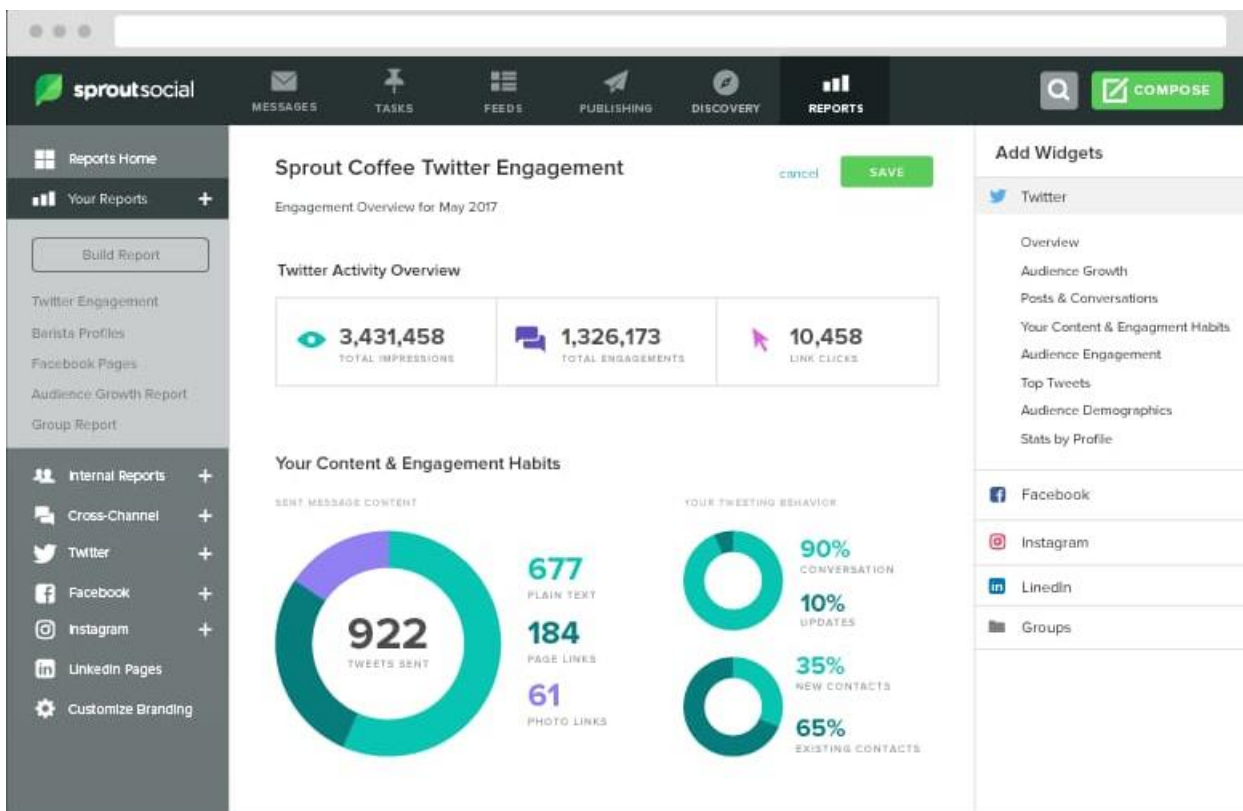 sproutsocial
MESSAGES
TASKS
FEEDS
PUBLISHING
DISCOVERY
REPORTS
COMPOSE
Reports Home
Your Reports +
Build Report
Twitter Engagement
Barista Profiles
Facebook Pages
Audience Growth Report
Group Report
Internal Reports +
Cross-Channel +
Twitter +
Facebook +
Instagram +
LinkedIn Pages
Customize Branding
Sprout Coffee Twitter Engagement
cancel
SAVE
Engagement Overview for May 2017
Twitter Activity Overview
3,431,458
TOTAL IMPRESSIONS
1,326,173
TOTAL ENGAGEMENTS
10,458
LINK CLICKS
Your Content & Engagement Habits
SENT MESSAGE CONTENT
922
TWEETS SENT
677
PLAIN TEXT
184
PAGE LINKS
61
PHOTO LINKS
YOUR TWEETING BEHAVIOR
90%
CONVERSATION
10%
UPDATES
35%
NEW CONTACTS
65%
EXISTING CONTACTS
Add Widgets
Twitter
Overview
Audience Growth
Posts & Conversations
Your Content & Engagment Habits
Audience Engagement
Top Tweets
Audience Demographics
Stats by Profile
Facebook
Instagram
LinedIn
Groups